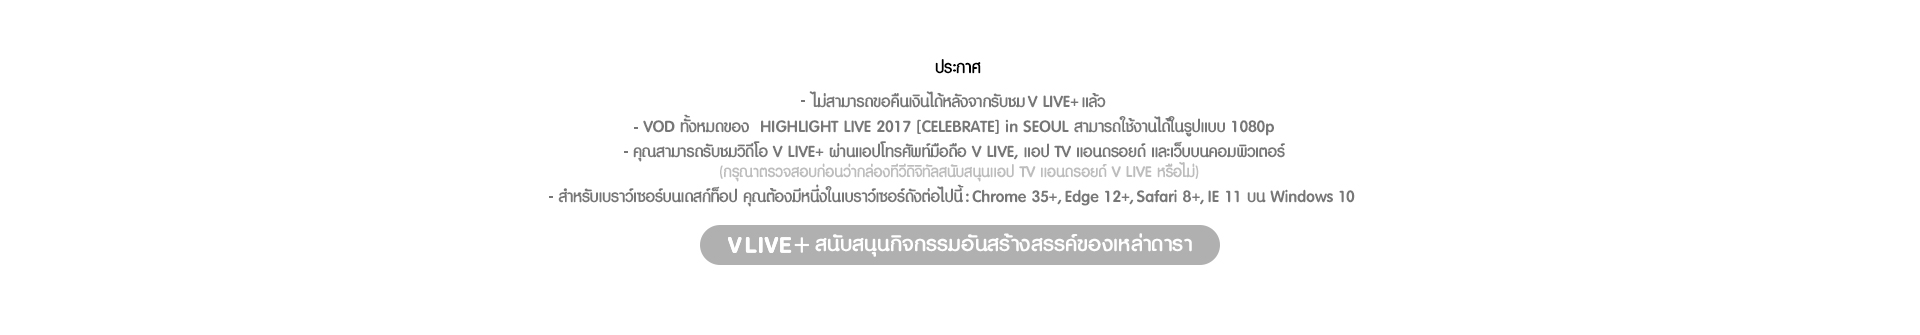 ประกาศ
- ไม่สามารถขอคืนเงินได้หลังจากรับชม V LIVE+ แล้ว
- VOD ทั้งหมดของ HIGHLIGHT LIVE 2017 [CELEBRATE] in SEOUL สามารถใช้งานได้ในรูปแบบ 1080p
- คุณสามารถรับชมวิดีโอ V LIVE+ ผ่านแอปโทรศัพท์มือถือ V LIVE, แอป TV แอนดรอยด์ และเว็บบนคอมพิวเตอร์
(กรุณาตรวจสอบก่อนว่ากล่องทีวีดิจิทัลสนับสนุนแอป TV แอนดรอยด์ V LIVE หรือไม่)
- สำหรับเบราว์เซอร์บนเดสก์ท็อป คุณต้องมีหนึ่งในเบราว์เซอร์ดังต่อไปนี้ : Chrome 35+, Edge 12+, Safari 8+, IE 11 บน Windows 10
V LIVE+ สนับสนุนกิจกรรมอันสร้างสรรค์ของเหล่าดารา